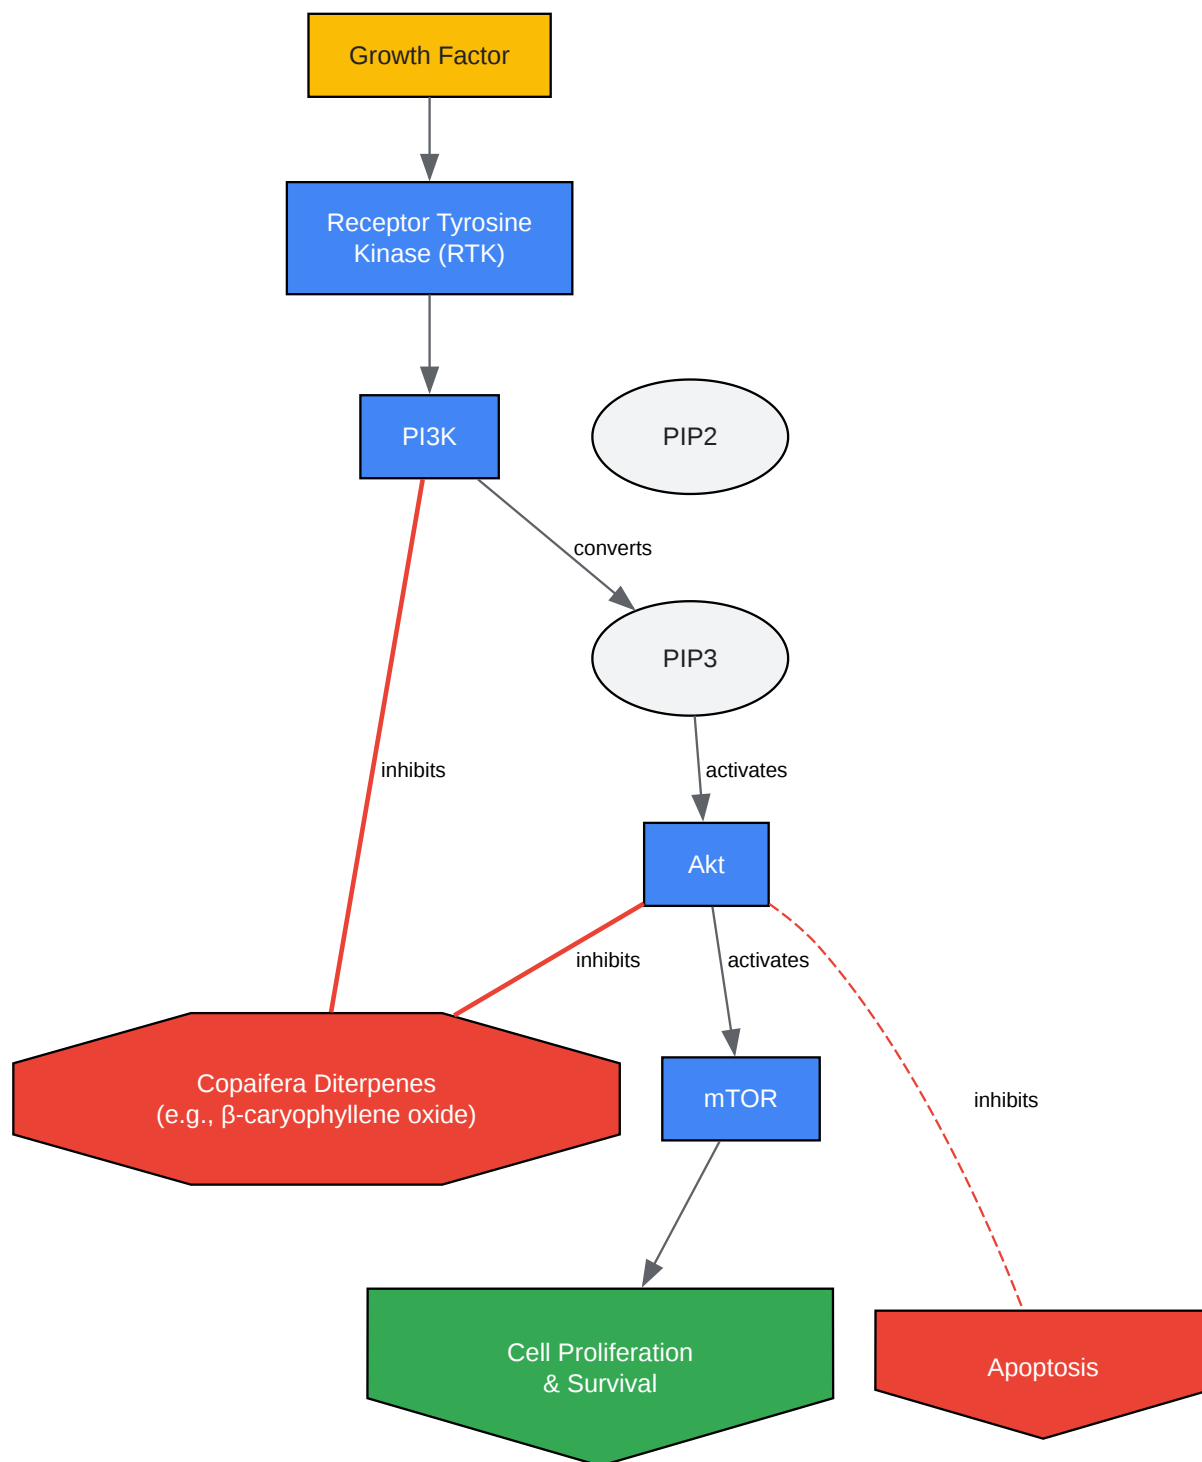 Growth Factor
Receptor Tyrosine
Kinase (RTK)
PI3K
PIP2
converts
PIP3
inhibits
activates
Akt
inhibits
activates
Copaifera Diterpenes
(e.g., β-caryophyllene oxide)
mTOR
inhibits
Cell Proliferation
& Survival
Apoptosis